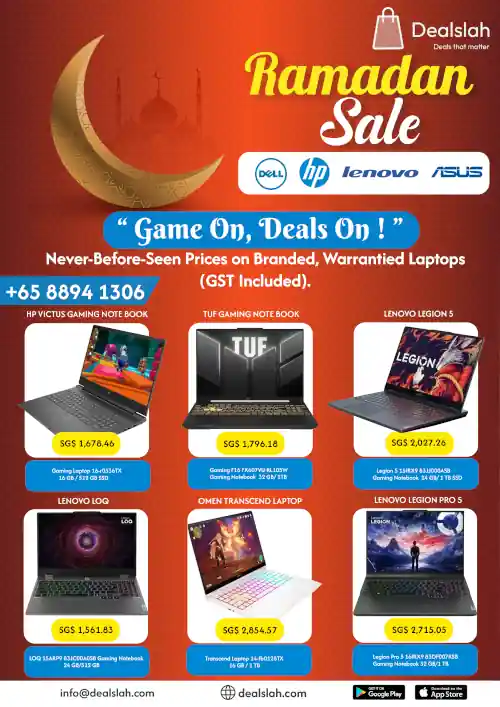 Dealslah
Deals that matter
Ramadan
Sale
DELL
hp
lenovo
ASUS
“ Game On, Deals On ! ”
Never-Before-Seen Prices on Branded, Warrantied Laptops
(GST Included).
+65 8894 1306
HP VICTUS GAMING NOTE BOOK
TUF GAMING NOTE BOOK
LENOVO LEGION 5
TUF
LEGION
SG$ 1,678.46
SG$ 1,796.18
SG$ 2,027.26
Gaming Laptop 16-r0536TX
16 GB / 512 GB SSD
Gaming F16 FX607VU-RL105W
Gaming Notebook 32 GB/ 1TB
Legion 5 15IRX9 83JJ000ASB
Gaming Notebook 24 GB/ 1 TB SSD
LENOVO LOQ
OMEN TRANSCEND LAPTOP
LENOVO LEGION PRO 5
LOQ
LEGION
SG$ 1,561.83
SG$ 2,854.57
SG$ 2,715.05
LOQ 15ARP9 83JC00A0SB Gaming Notebook
24 GB/512 GB
Transcend Laptop 14-fb0125TX
16 GB / 1 TB
Legion Pro 5 16IRX9 83DF007RSB
Gaming Notebook 32 GB/1 TB
info@dealslah.com
dealslah.com
GET IT ON
Google Play
Download on the
App Store